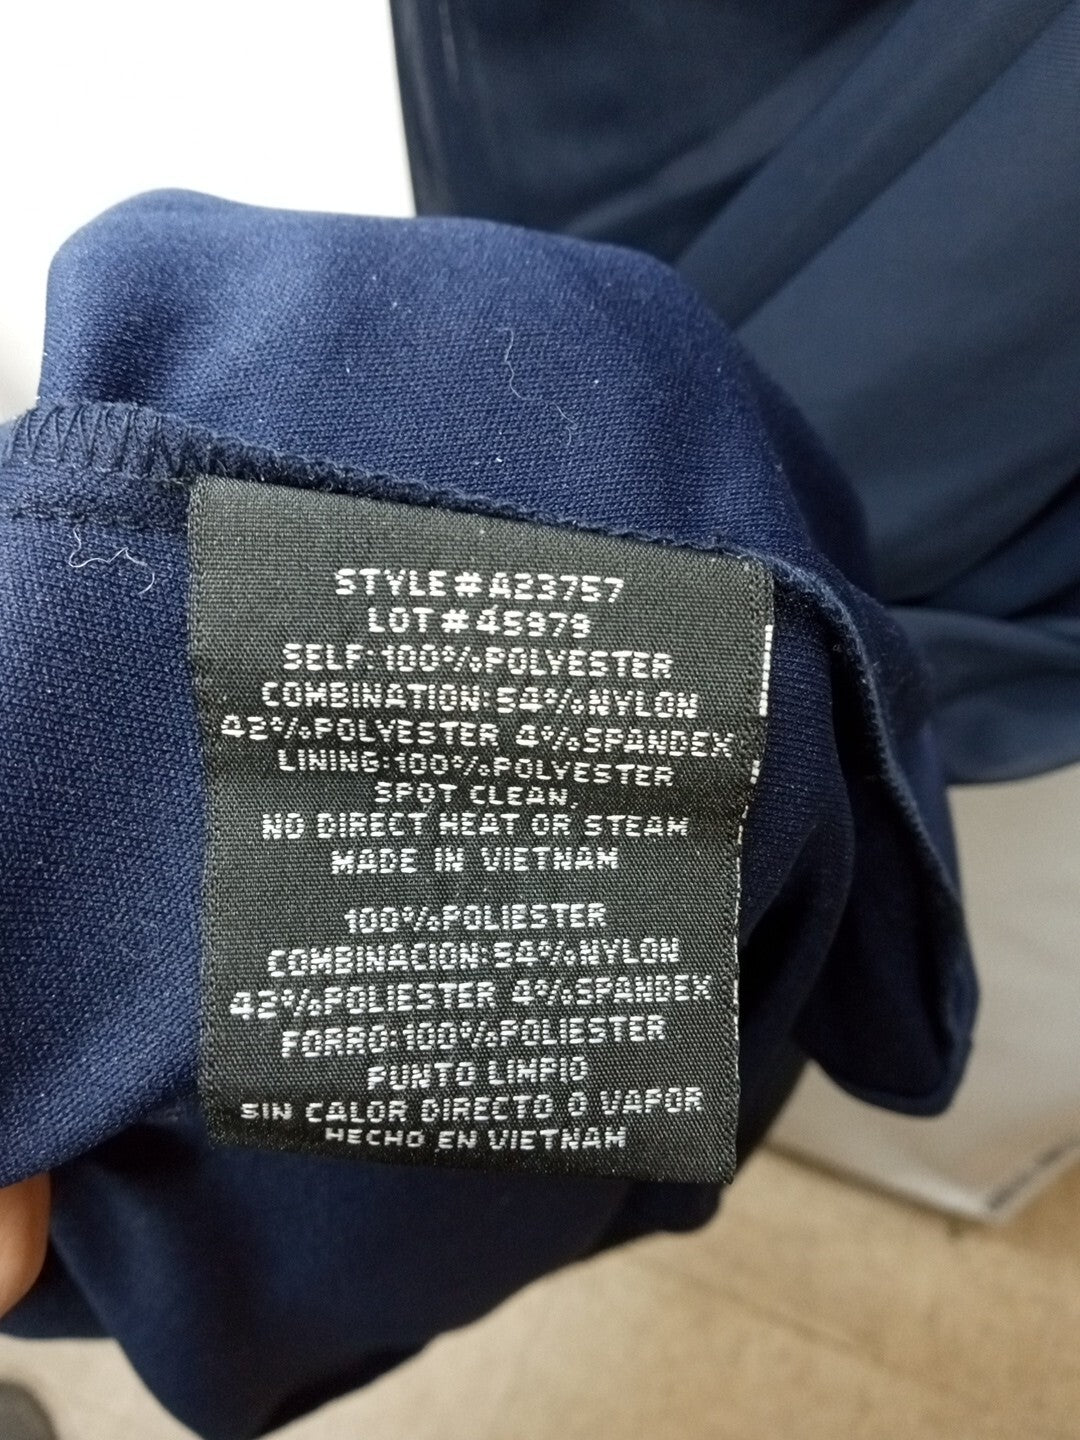 STYLE#A23757
LOT#45979
SELF:100%POLYESTER
COMBINATION:54%NYLON
42%POLYESTER 4%SPANDEX
LINING:100%POLYESTER
SPOT CLEAN,
NO DIRECT HEAT OR STEAM
MADE IN VIETNAM
100%POLIESTER
COMBINACION:54%NYLON
42%POLIESTER 4%SPANDEX
FORRO:100%POLIESTER
PUNTO LIMPIO
SIN CALOR DIRECTO O VAPOR
HECHO EN VIETNAM